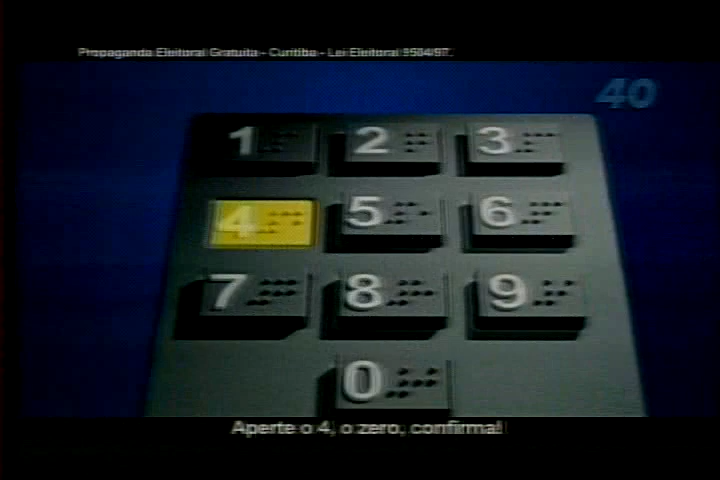 Propaganda Eleitoral Gratuita - Curitiba - Lei Eleitoral 9504/97.
40
1 2 3
4 5 6
7 8 9
0
Aperte o 4, o zero, confirma!